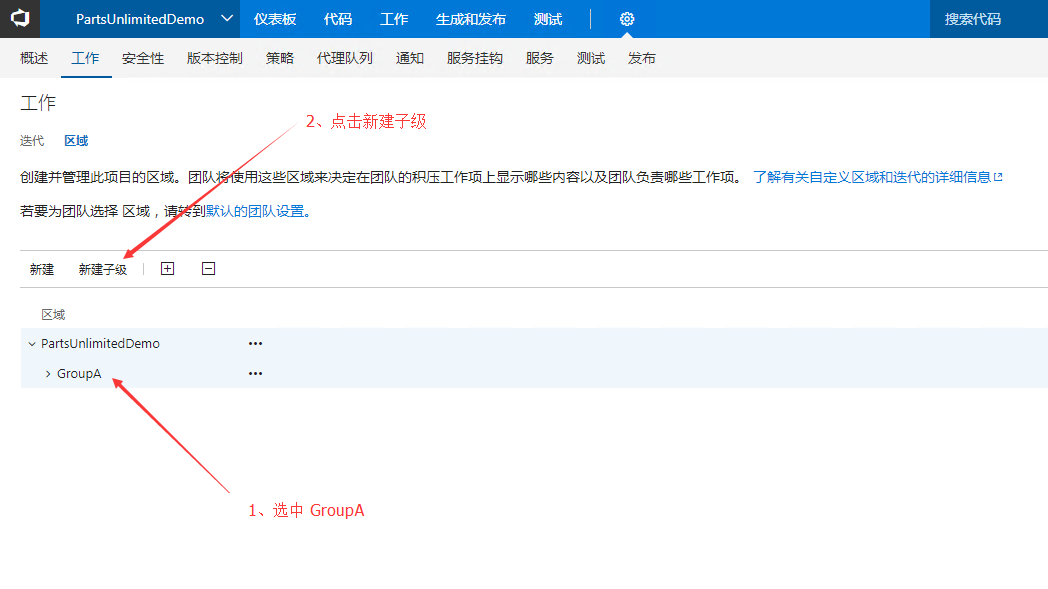 PartsUnlimitedDemo 仪表板 代码 工作 生成和发布 测试 搜索代码
概述 工作 安全性 版本控制 策略 代理队列 通知 服务挂钩 服务 测试 发布
工作
2、点击新建子级
迭代 区域
创建并管理此项目的区域。团队将使用这些区域来决定在团队的积压工作项上显示哪些内容以及团队负责哪些工作项。 了解有关自定义区域和迭代的详细信息
若要为团队选择 区域，请转到默认的团队设置。
新建 新建子级
区域
PartsUnlimitedDemo •••
GroupA •••
1、选中 GroupA